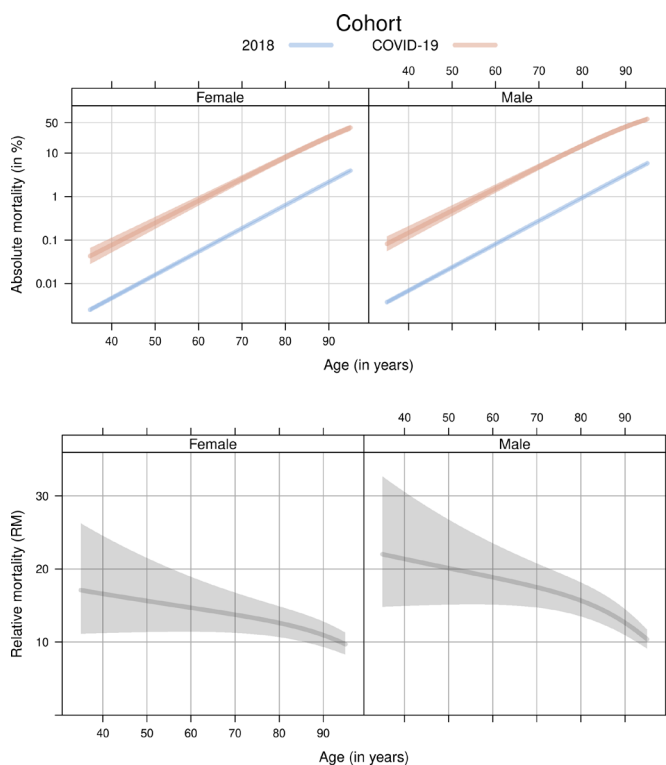 Cohort
2018 COVID-19
40 50 60 70 80 90
Female Male
Absolute mortality (in %)
50
10
1
0.1
0.01
40 50 60 70 80 90
Age (in years)
40 50 60 70 80 90
Female Male
Relative mortality (RM)
30
20
10
40 50 60 70 80 90
Age (in years)